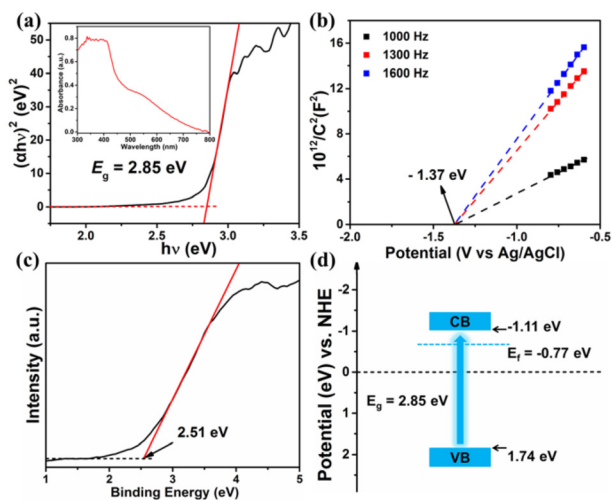 (a)
(αhν)² (eV)²
50
40
30
20
10
0
Absorbance (a.u.)
0.8
0.6
0.4
0.2
0.0
300 400 500 600 700 800
Wavelength (nm)
Eg = 2.85 eV
2.0 2.5 3.0 3.5
hν (eV)
(b)
10¹²/C²(F²)
16
12
8
4
0
1000 Hz
1300 Hz
1600 Hz
- 1.37 eV
-2.0 -1.5 -1.0 -0.5
Potential (V vs Ag/AgCl)
(c)
Intensity (a.u.)
2.51 eV
1 2 3 4 5
Binding Energy (eV)
(d)
Potential (eV) vs. NHE
-2
-1
0
1
2
CB
-1.11 eV
Ef = -0.77 eV
Eg = 2.85 eV
VB
1.74 eV